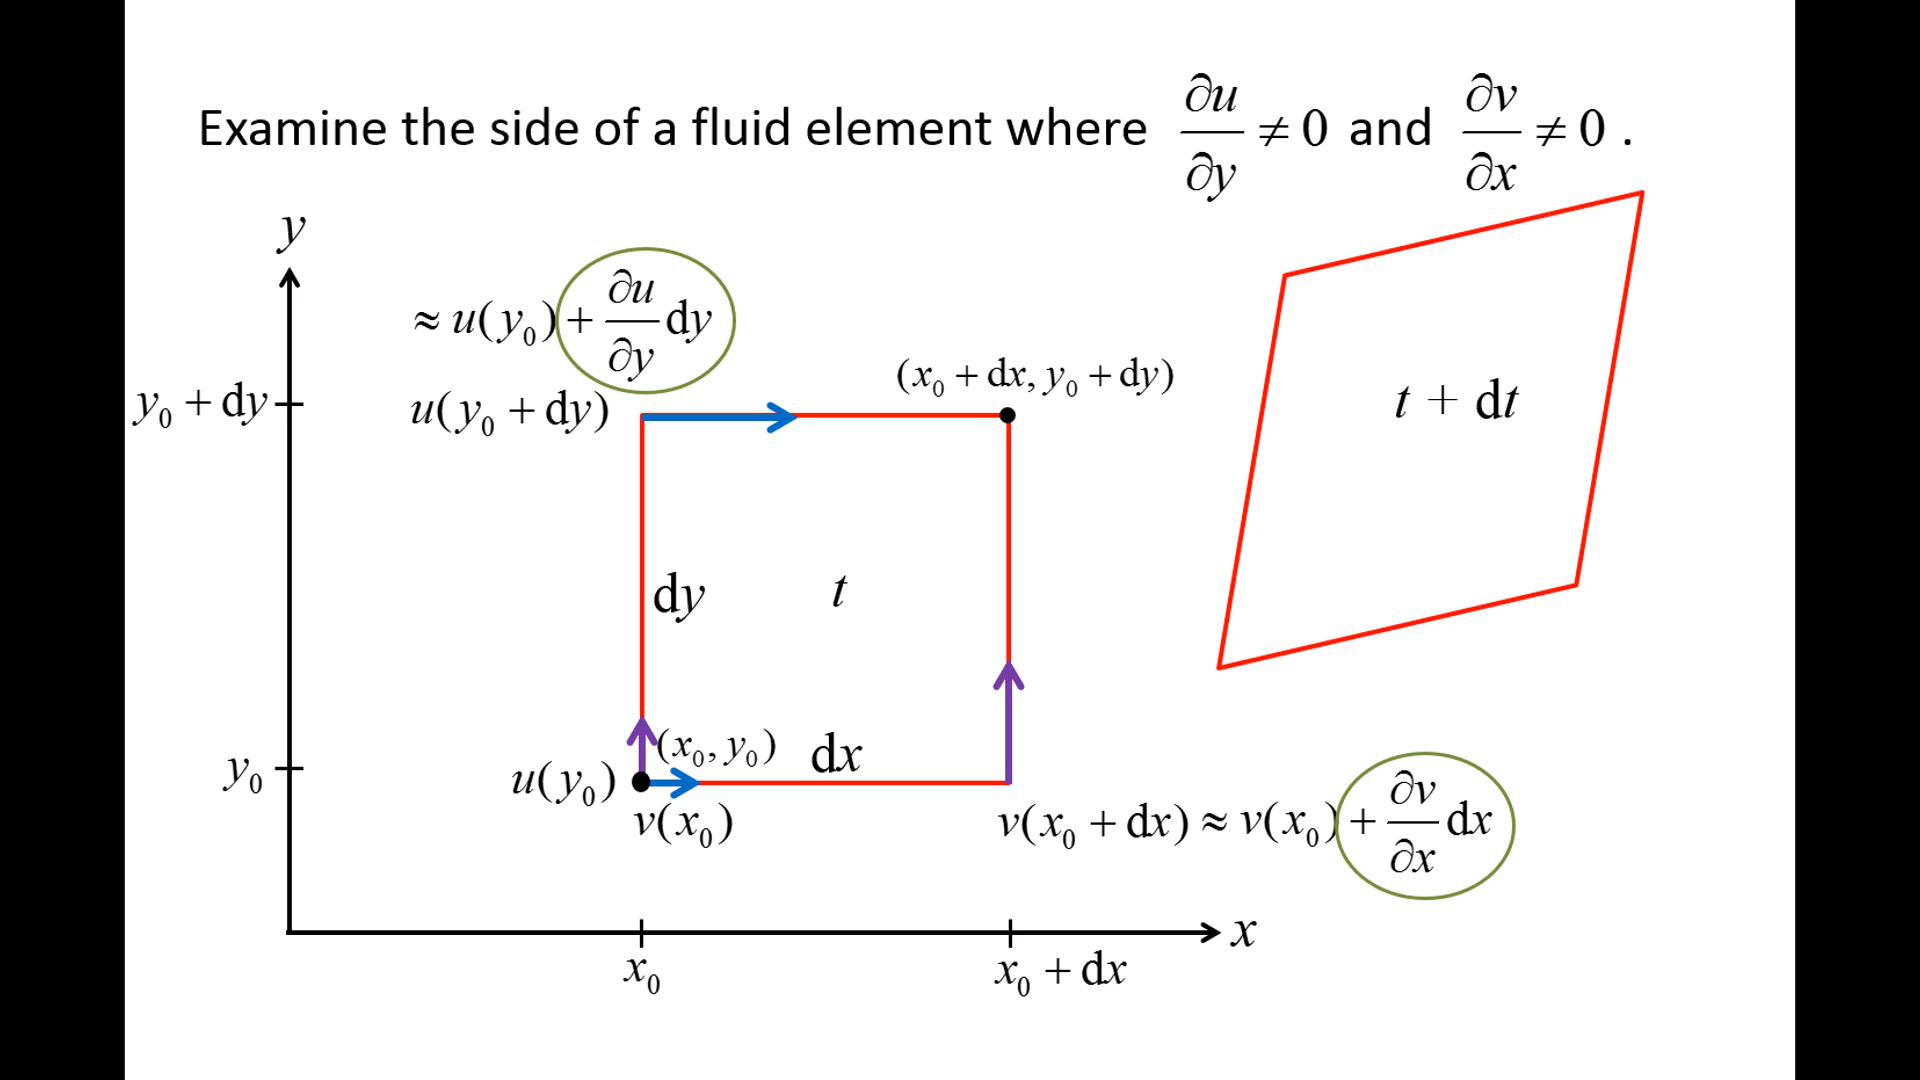 Examine the side of a fluid element where ∂u/∂y ≠ 0 and ∂v/∂x ≠ 0 .
y
≈ u(y₀) + ∂u/∂y dy
y₀ + dy
u(y₀ + dy)
(x₀ + dx, y₀ + dy)
t + dt
dy
t
(x₀, y₀)
dx
y₀
u(y₀)
v(x₀)
v(x₀ + dx) ≈ v(x₀) + ∂v/∂x dx
x
x₀
x₀ + dx